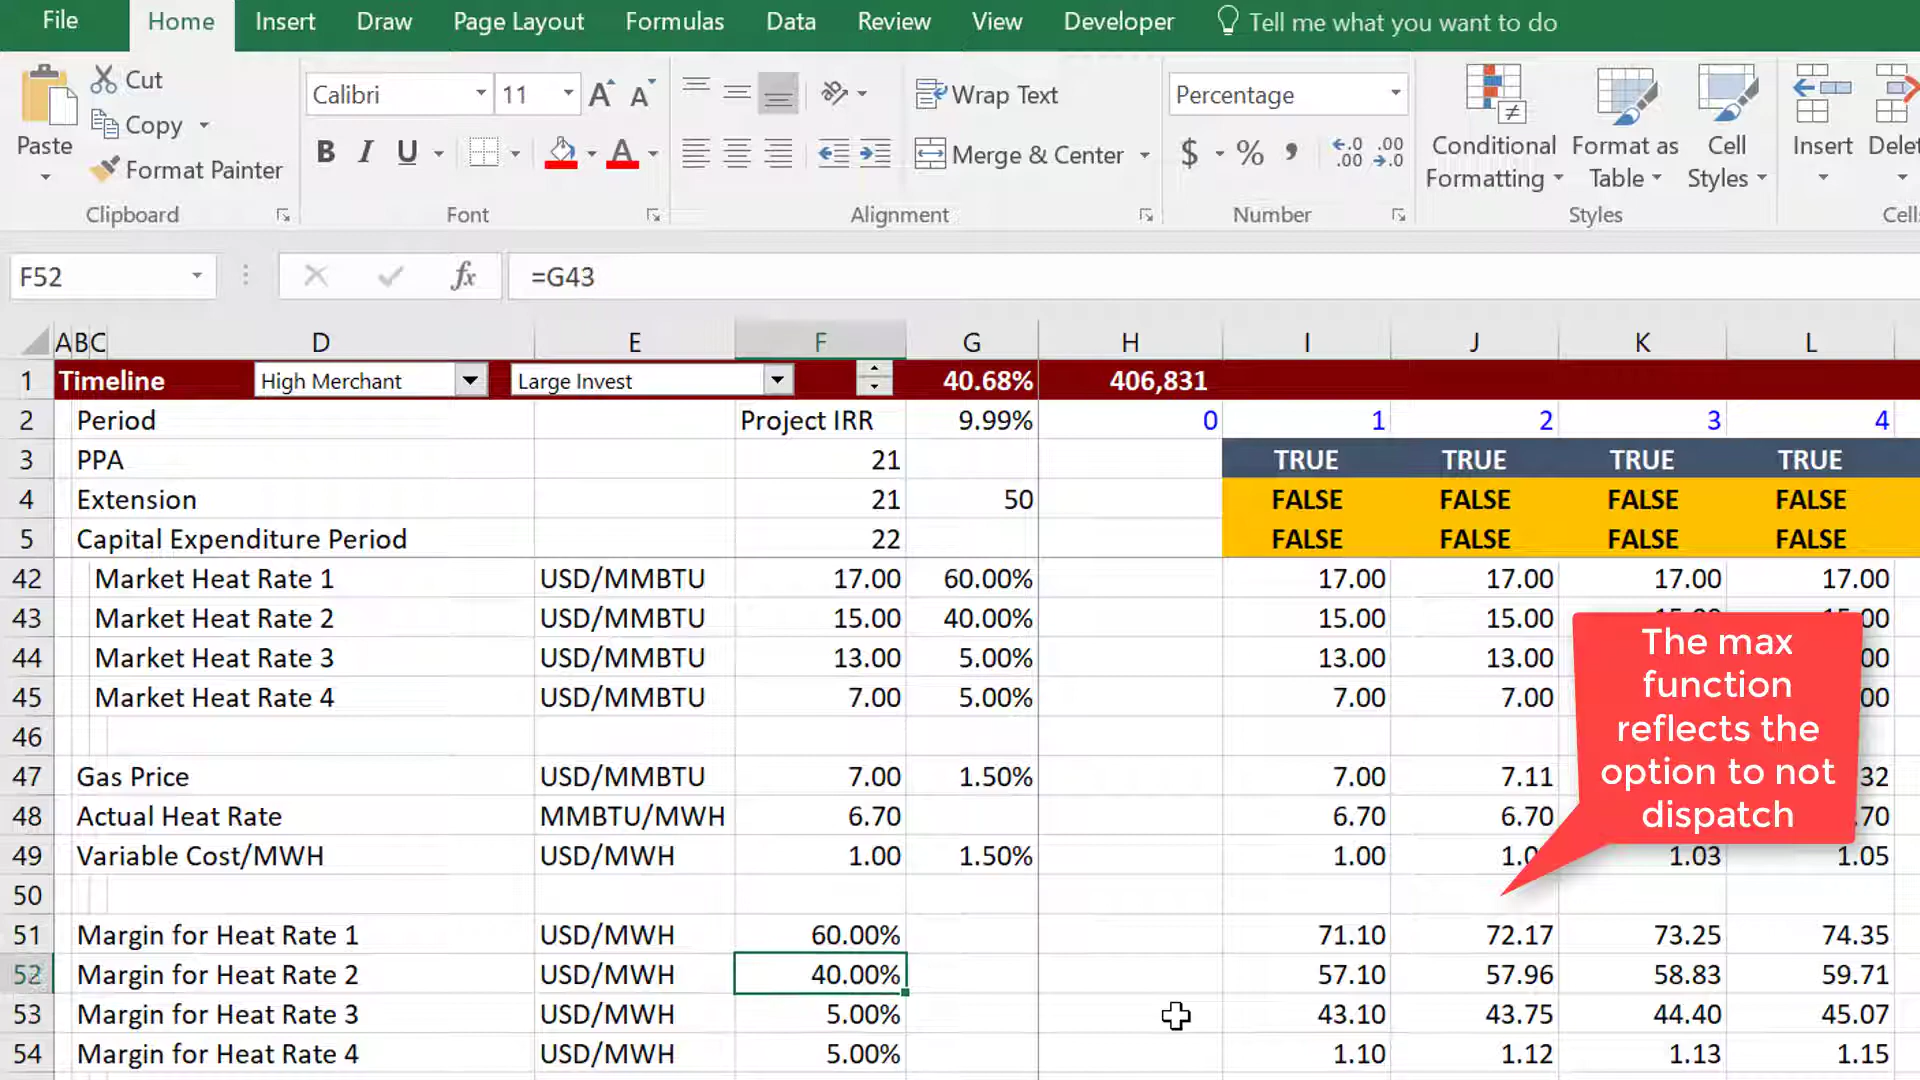 File Home Insert Draw Page Layout Formulas Data Review View Developer Tell me what you want to do
Cut
Copy
Format Painter
Paste
Clipboard
Calibri 11 A A
B I U A
Font
Wrap Text
Merge & Center
Alignment
Percentage
$ % , .0 .00 .00 .0
Number
Conditional Formatting
Format as Table
Cell Styles
Styles
Insert Delet
Cells
F52 fx =G43
A B C D E F G H I J K L
1 Timeline High Merchant Large Invest 40.68% 406,831
2 Period Project IRR 9.99% 0 1 2 3 4
3 PPA 21 TRUE TRUE TRUE TRUE
4 Extension 21 50 FALSE FALSE FALSE FALSE
5 Capital Expenditure Period 22 FALSE FALSE FALSE FALSE
42 Market Heat Rate 1 USD/MMBTU 17.00 60.00% 17.00 17.00 17.00 17.00
43 Market Heat Rate 2 USD/MMBTU 15.00 40.00% 15.00 15.00
44 Market Heat Rate 3 USD/MMBTU 13.00 5.00% 13.00 13.00 00
45 Market Heat Rate 4 USD/MMBTU 7.00 5.00% 7.00 7.00 00
46
47 Gas Price USD/MMBTU 7.00 1.50% 7.00 7.11 32
48 Actual Heat Rate MMBTU/MWH 6.70 6.70 6.70 .70
49 Variable Cost/MWH USD/MWH 1.00 1.50% 1.00 1.0 1.03 1.05
50
51 Margin for Heat Rate 1 USD/MWH 60.00% 71.10 72.17 73.25 74.35
52 Margin for Heat Rate 2 USD/MWH 40.00% 57.10 57.96 58.83 59.71
53 Margin for Heat Rate 3 USD/MWH 5.00% 43.10 43.75 44.40 45.07
54 Margin for Heat Rate 4 USD/MWH 5.00% 1.10 1.12 1.13 1.15
The max
function
reflects the
option to not
dispatch